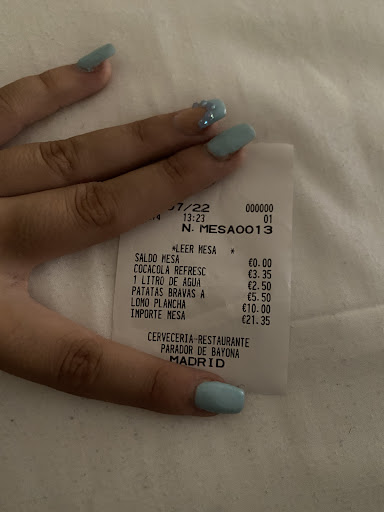 07/22 000000
13:23 01
N. MESA0013
*LEER MESA *
SALDO MESA €0.00
COCACOLA REFRESC €3.35
1 LITRO DE AGUA €2.50
PATATAS BRAVAS A €5.50
LOMO PLANCHA €10.00
IMPORTE MESA €21.35
CERVECERIA-RESTAURANTE
PARADOR DE BAYONA
MADRID